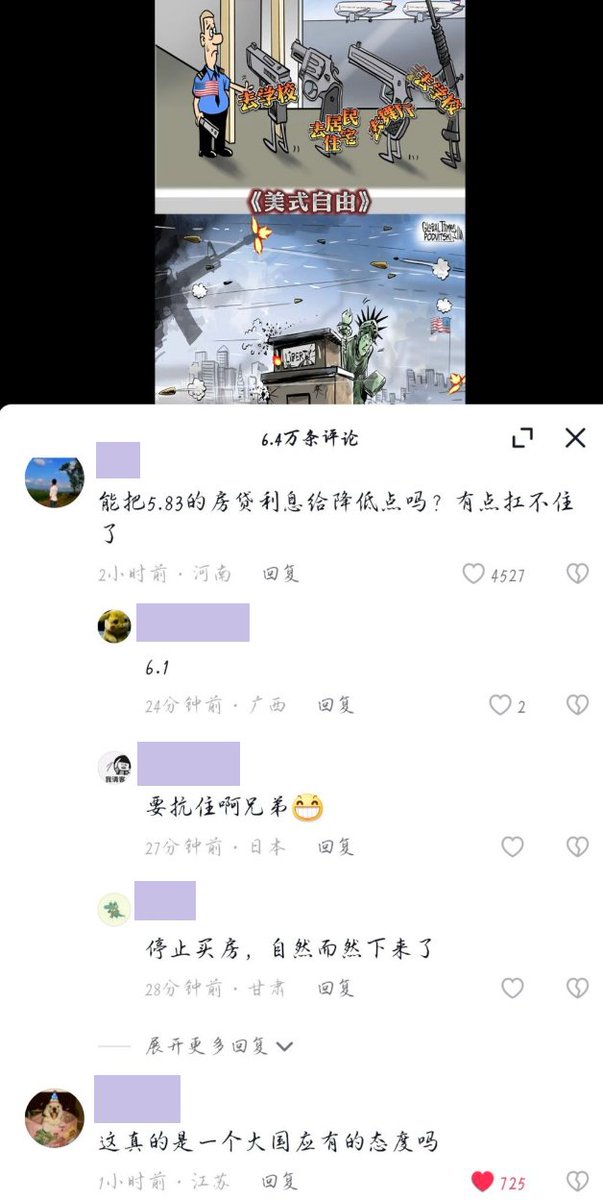 去学校
去居民
住宅
去舞厅
去学校
《美式自由》
GLOBAL TIMES
LIBERTY
6.4万条评论
能把5.83的房贷利息给降低点吗？有点扛不住
了
2小时前·河南 回复
4527
6.1
24分钟前·广西 回复
2
我请客
要抗住啊兄弟
27分钟前·日本 回复
停止买房，自然而然下来了
28分钟前·甘肃 回复
展开更多回复
这真的是一个大国应有的态度吗
1小时前·江苏 回复
725